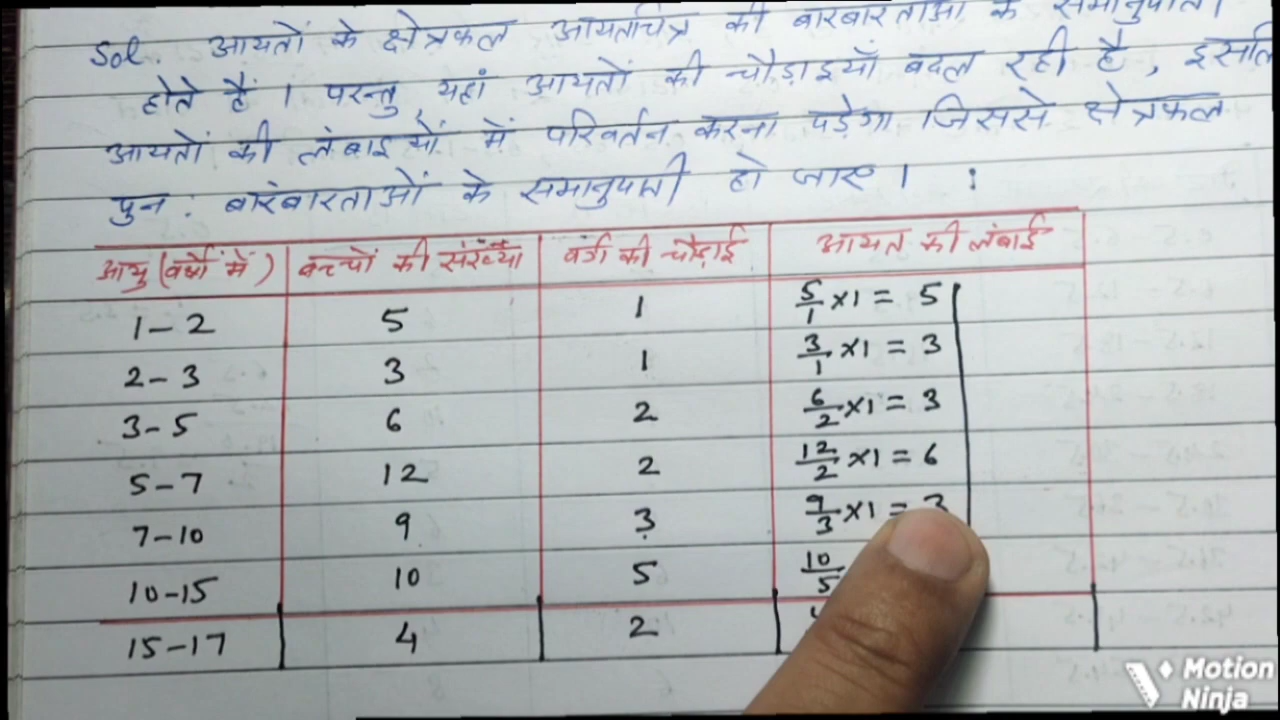 Sol. आयतों के क्षेत्रफल आयतचित्र की बारंबारताओं के
होते हैं। परन्तु यहां आयतों की चौड़ाइयाँ बदल रही है,
आयतों की लंबाइयों में परिवर्तन करना पड़ेगा जिससे क्षेत्रफल
पुन: बारंबारताओं के समानुपाती हो जाए।
आयु (वर्षों में) बच्चों की संख्या वर्ग की चौड़ाई आयत की लंबाई
1-2 5 1 5/1 ×1 = 5
2-3 3 1 3/1 ×1 = 3
3-5 6 2 6/2 ×1 = 3
5-7 12 2 12/2 ×1 = 6
7-10 9 3 9/3 ×1 = 3
10-15 10 5 10/5
15-17 4 2
Motion
Ninja